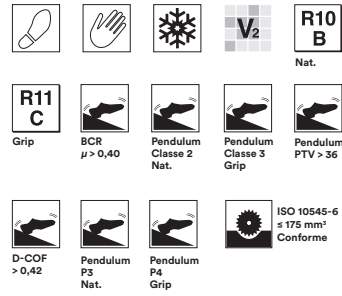 V2
R10
B
Nat.
R11
C
Grip
BCR
µ > 0,40
Pendulum
Classe 2
Nat.
Pendulum
Classe 3
Grip
Pendulum
PTV > 36
D-COF
> 0,42
Pendulum
P3
Nat.
Pendulum
P4
Grip
ISO 10545-6
≤ 175 mm³
Conforme